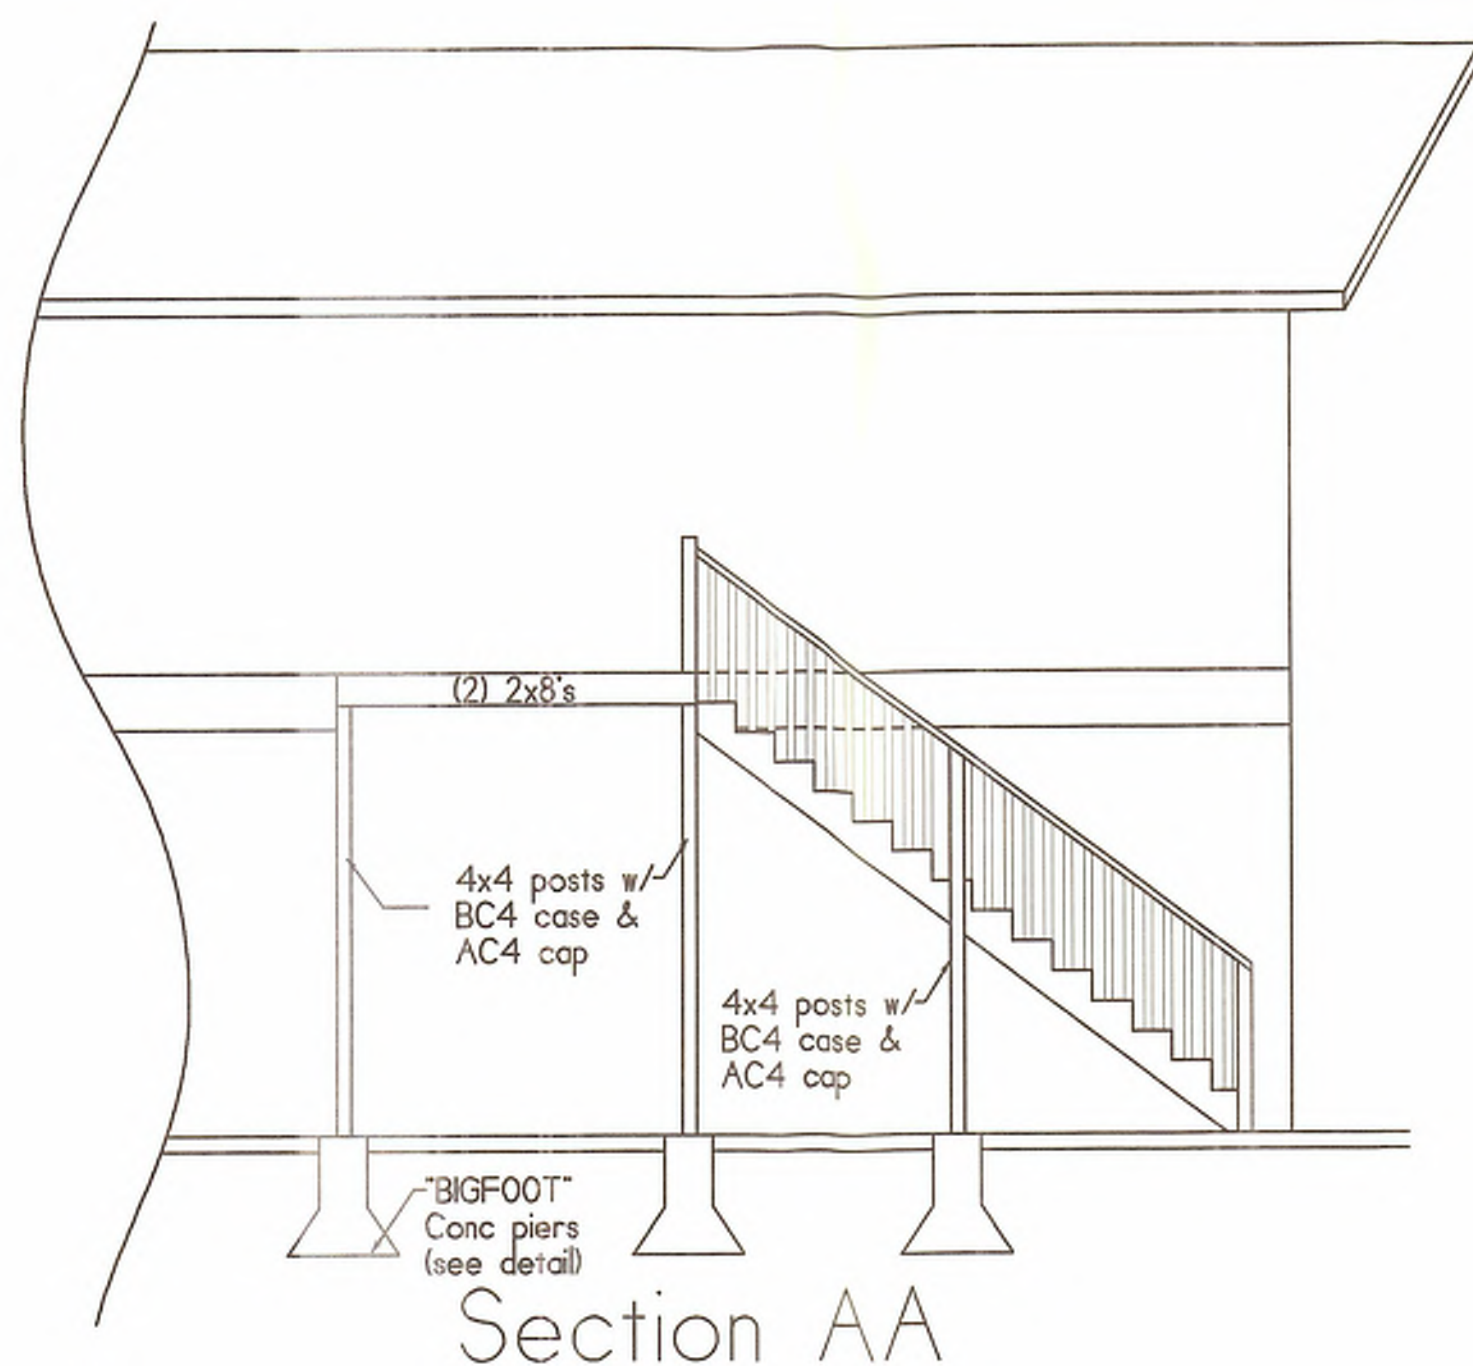 (2) 2x8's
4x4 posts w/
BC4 case &
AC4 cap
4x4 posts w/
BC4 case &
AC4 cap
"BIGFOOT"
Conc piers
(see detail)
Section AA